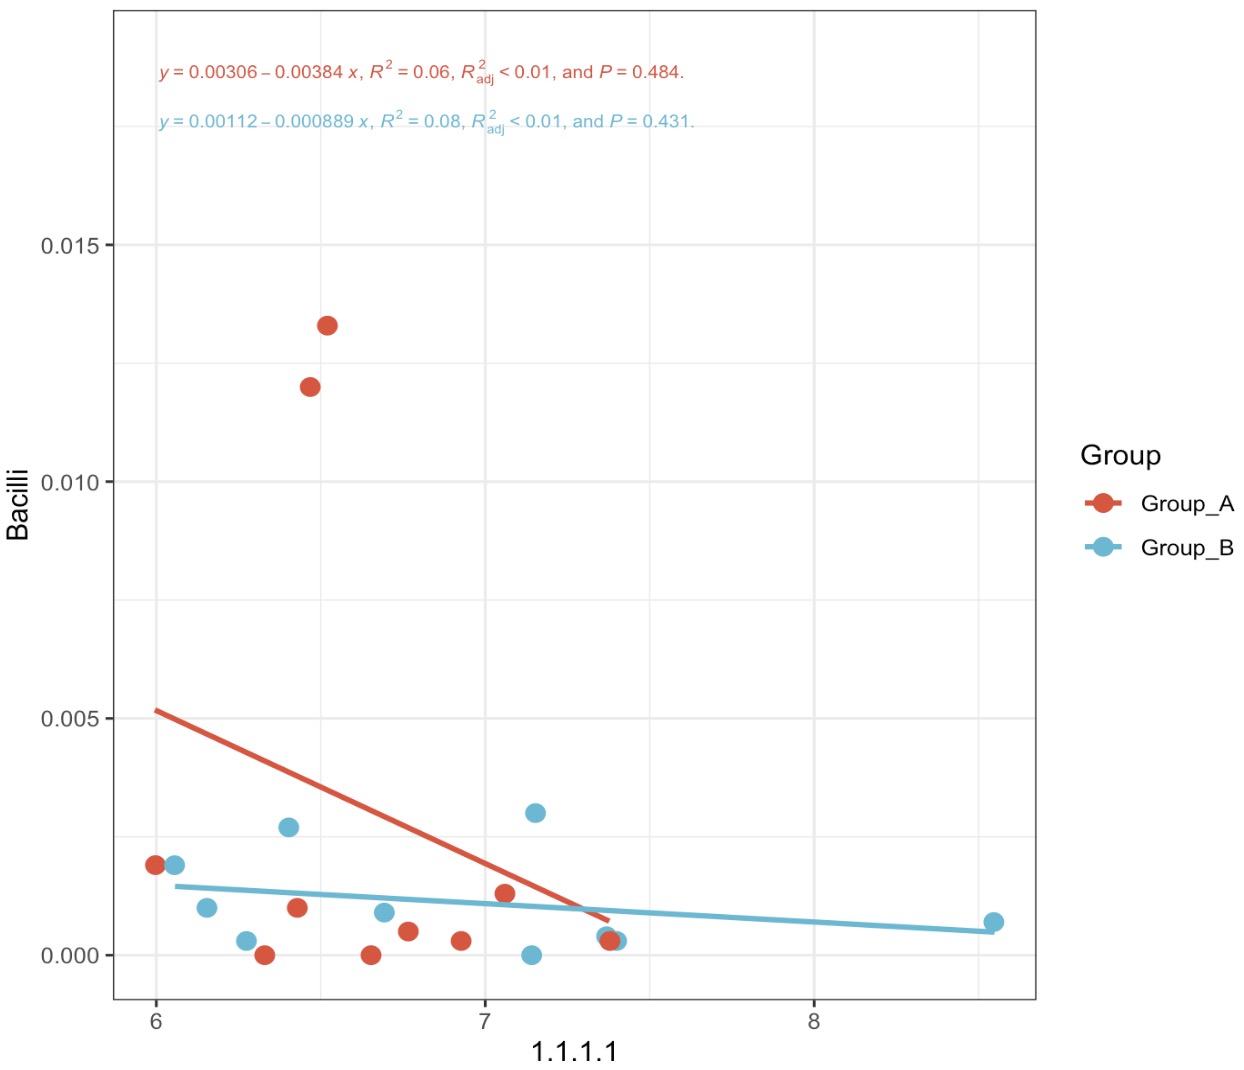 y = 0.00306 – 0.00384 x, R² = 0.06, R²adj < 0.01, and P = 0.484.
y = 0.00112 – 0.000889 x, R² = 0.08, R²adj < 0.01, and P = 0.431.
0.015
0.010
0.005
0.000
Bacilli
6 7 8
1.1.1.1
Group
Group_A
Group_B